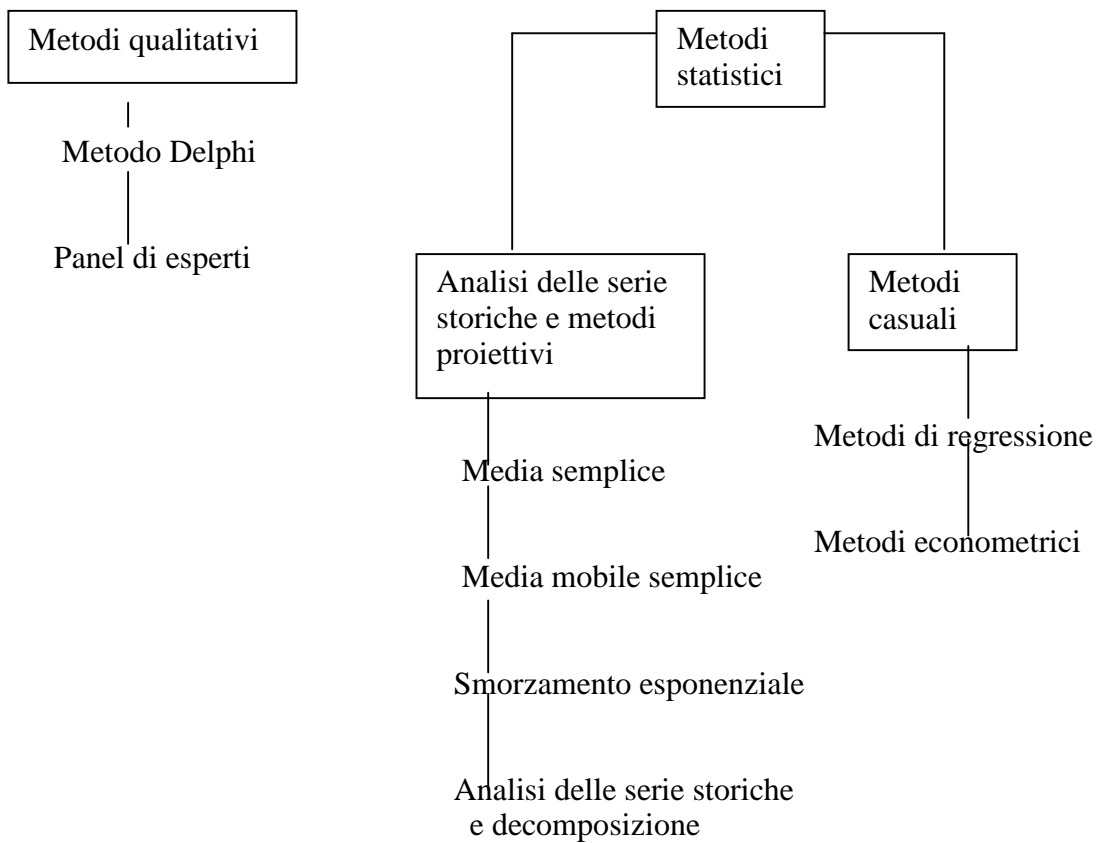 Metodi qualitativi
Metodo Delphi
Panel di esperti
Metodi
statistici
Analisi delle serie
storiche e metodi
proiettivi
Media semplice
Media mobile semplice
Smorzamento esponenziale
Analisi delle serie storiche
e decomposizione
Metodi
casuali
Metodi di regressione
Metodi econometrici